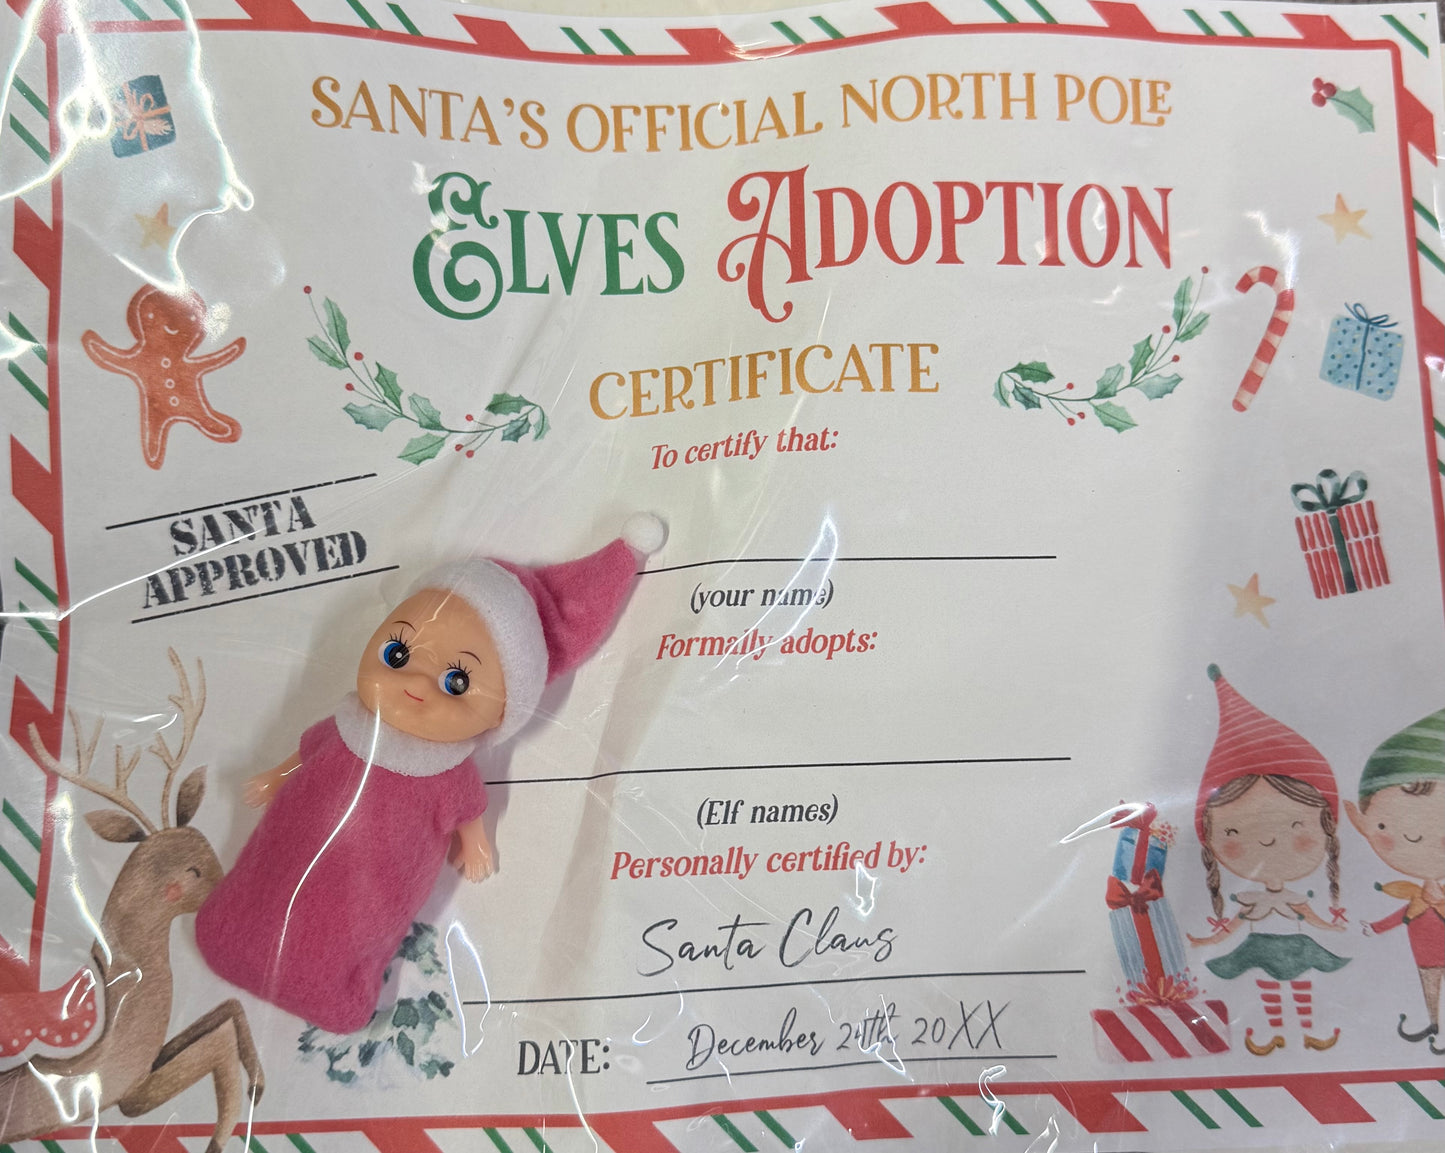 SANTA'S OFFICIAL NORTH POLE
ELVES ADOPTION
CERTIFICATE
To certify that:
SANTA
APPROVED
(your name)
Formally adopts:
(Elf names)
Personally certified by:
Santa Claus
DATE: December 24th 20XX